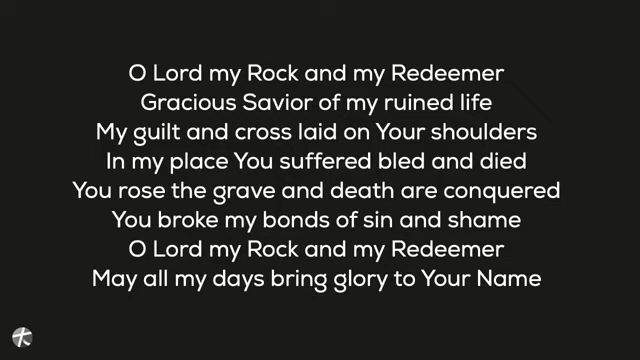 O Lord my Rock and my Redeemer
Gracious Savior of my ruined life
My guilt and cross laid on Your shoulders
In my place You suffered bled and died
You rose the grave and death are conquered
You broke my bonds of sin and shame
O Lord my Rock and my Redeemer
May all my days bring glory to Your Name